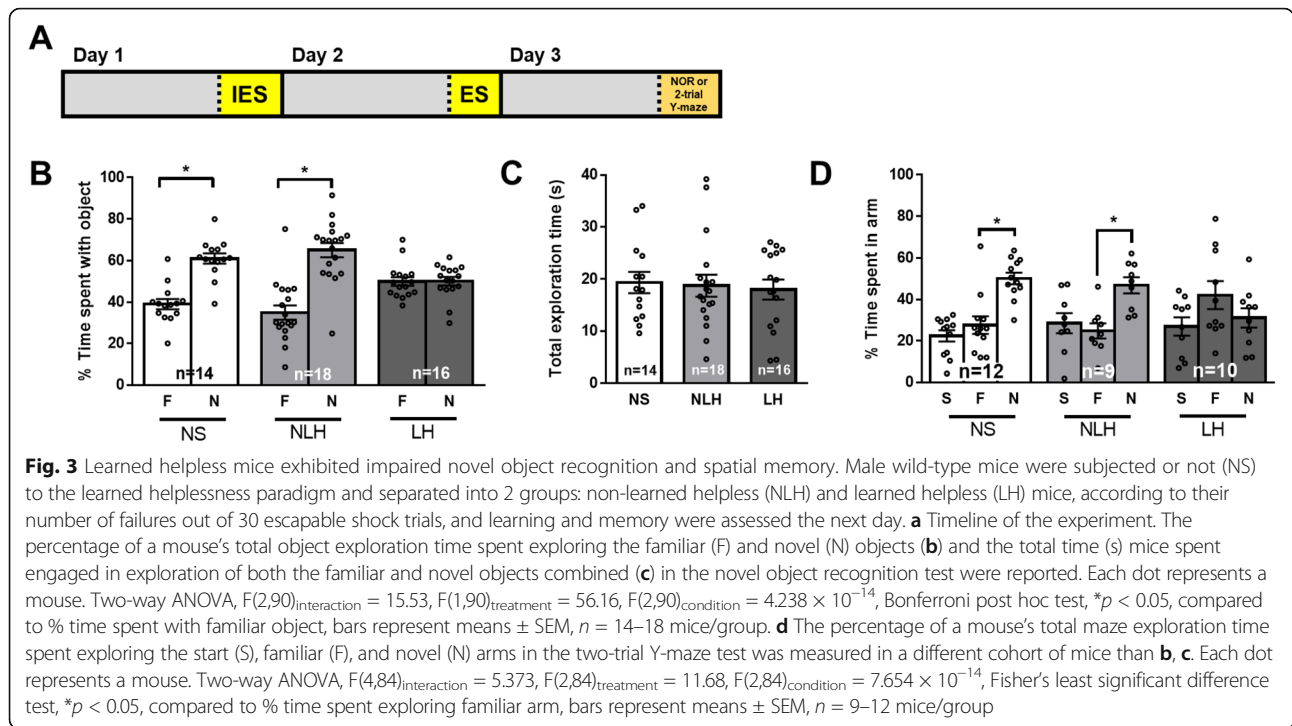 A
Day 1 Day 2 Day 3
IES ES NOR or
2-trial
Y-maze
B
% Time spent with object
100
80
60
40
20
0
* *
n=14 n=18 n=16
F N F N F N
NS NLH LH
C
Total exploration time (s)
40
30
20
10
0
n=14 n=18 n=16
NS NLH LH
D
% Time spent in arm
100
80
60
40
20
0
* *
n=12 n=9 n=10
S F N S F N S F N
NS NLH LH
Fig. 3 Learned helpless mice exhibited impaired novel object recognition and spatial memory. Male wild-type mice were subjected or not (NS)
to the learned helplessness paradigm and separated into 2 groups: non-learned helpless (NLH) and learned helpless (LH) mice, according to their
number of failures out of 30 escapable shock trials, and learning and memory were assessed the next day. a Timeline of the experiment. The
percentage of a mouse's total object exploration time spent exploring the familiar (F) and novel (N) objects (b) and the total time (s) mice spent
engaged in exploration of both the familiar and novel objects combined (c) in the novel object recognition test were reported. Each dot represents a
mouse. Two-way ANOVA, F(2,90)interaction = 15.53, F(1,90)treatment = 56.16, F(2,90)condition = 4.238 × 10−14, Bonferroni post hoc test, *p < 0.05, compared
to % time spent with familiar object, bars represent means ± SEM, n = 14–18 mice/group. d The percentage of a mouse's total maze exploration time
spent exploring the start (S), familiar (F), and novel (N) arms in the two-trial Y-maze test was measured in a different cohort of mice than b, c. Each dot
represents a mouse. Two-way ANOVA, F(4,84)interaction = 5.373, F(2,84)treatment = 11.68, F(2,84)condition = 7.654 × 10−14, Fisher's least significant difference
test, *p < 0.05, compared to % time spent exploring familiar arm, bars represent means ± SEM, n = 9–12 mice/group